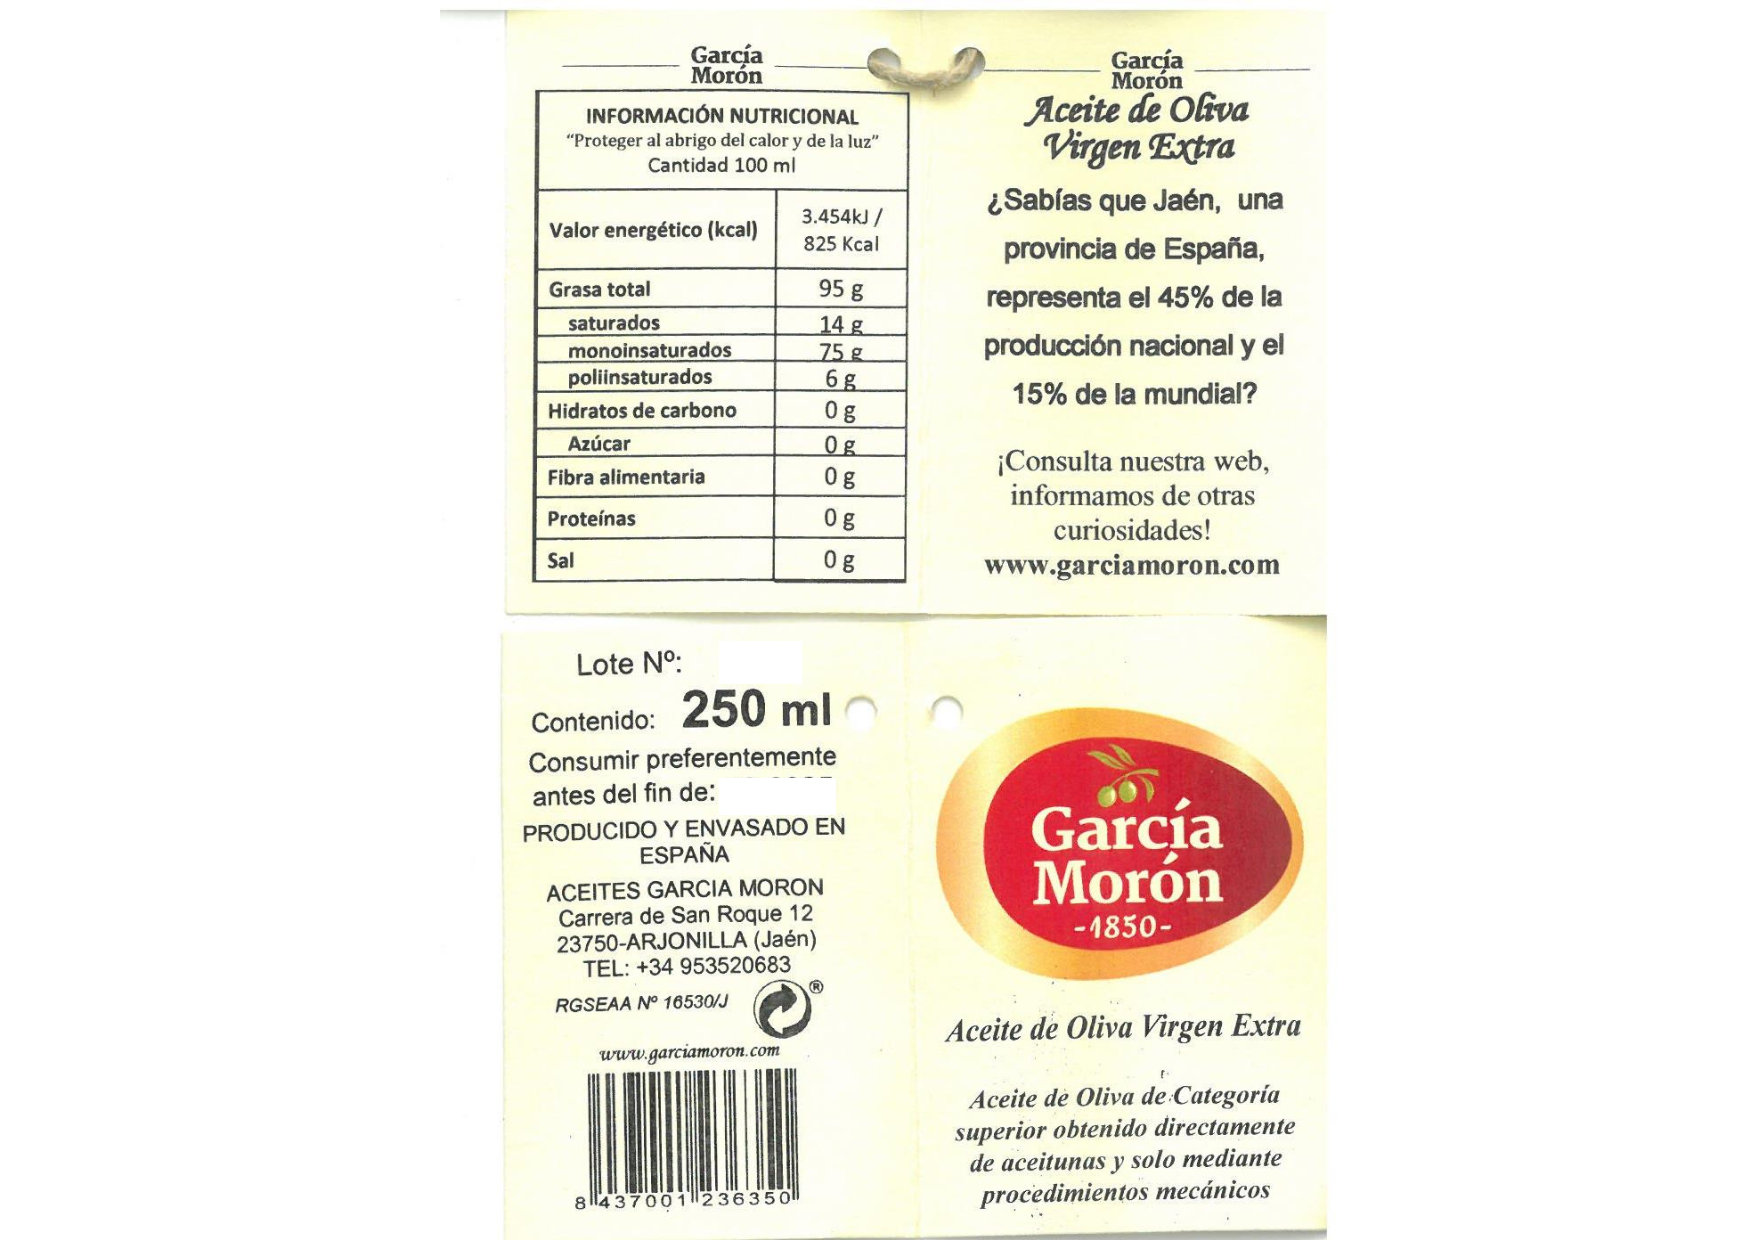 García
Morón
INFORMACIÓN NUTRICIONAL
“Proteger al abrigo del calor y de la luz”
Cantidad 100 ml
Valor energético (kcal) 3.454kJ /
825 Kcal
Grasa total 95 g
saturados 14 g
monoinsaturados 75 g
poliinsaturados 6 g
Hidratos de carbono 0 g
Azúcar 0 g
Fibra alimentaria 0 g
Proteínas 0 g
Sal 0 g
García
Morón
Aceite de Oliva
Virgen Extra
¿Sabías que Jaén, una
provincia de España,
representa el 45% de la
producción nacional y el
15% de la mundial?
¡Consulta nuestra web,
informamos de otras
curiosidades!
www.garciamoron.com
Lote Nº:
Contenido: 250 ml
Consumir preferentemente
antes del fin de:
PRODUCIDO Y ENVASADO EN
ESPAÑA
ACEITES GARCIA MORON
Carrera de San Roque 12
23750-ARJONILLA (Jaén)
TEL: +34 953520683
RGSEAA Nº 16530/J
®
www.garciamoron.com
8 437001 236350
García
Morón
-1850-
Aceite de Oliva Virgen Extra
Aceite de Oliva de Categoría
superior obtenido directamente
de aceitunas y solo mediante
procedimientos mecánicos